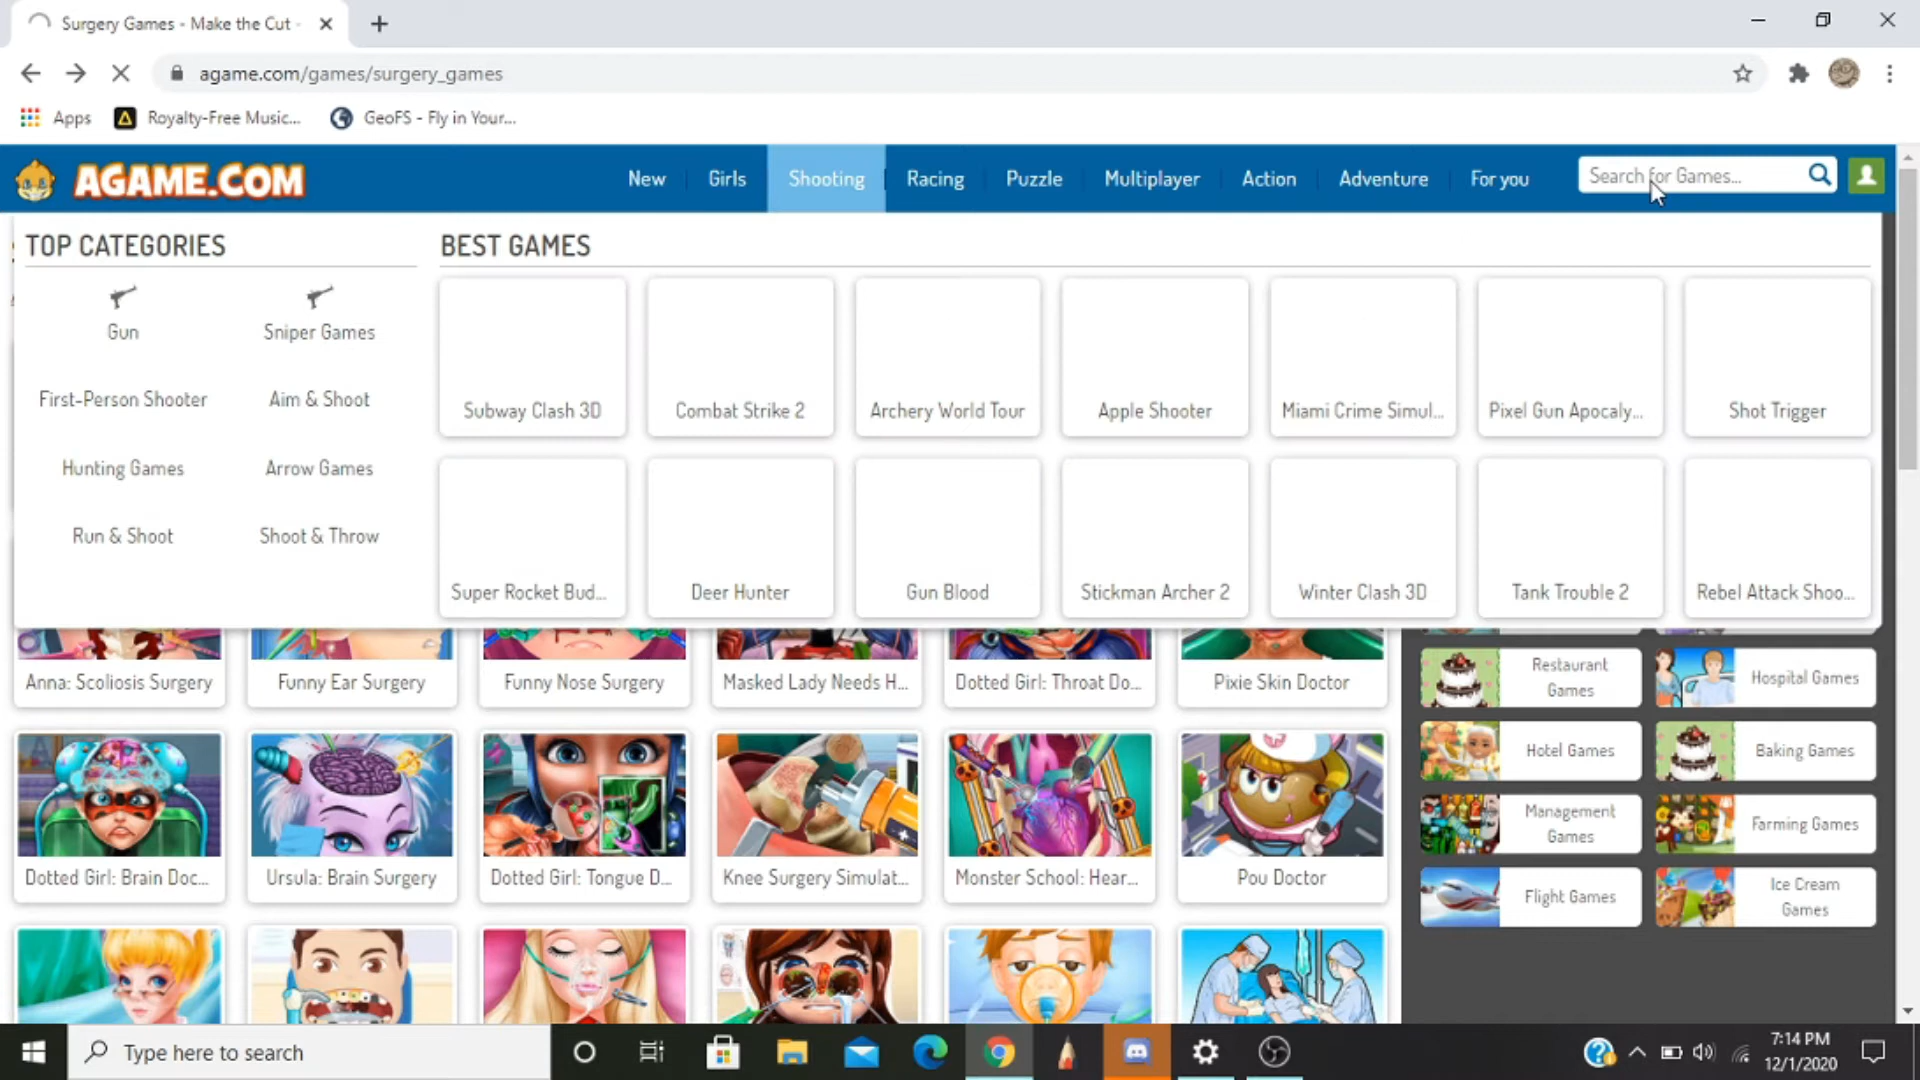 Surgery Games - Make the Cut -
agame.com/games/surgery_games
Apps
Royalty-Free Music...
GeoFS - Fly in Your...
AGAME.COM
New
Girls
Shooting
Racing
Puzzle
Multiplayer
Action
Adventure
For you
Search for Games...
TOP CATEGORIES
Gun
Sniper Games
First-Person Shooter
Aim & Shoot
Hunting Games
Arrow Games
Run & Shoot
Shoot & Throw
BEST GAMES
Subway Clash 3D
Combat Strike 2
Archery World Tour
Apple Shooter
Miami Crime Simul...
Pixel Gun Apocaly...
Shot Trigger
Super Rocket Bud...
Deer Hunter
Gun Blood
Stickman Archer 2
Winter Clash 3D
Tank Trouble 2
Rebel Attack Shoo...
Anna: Scoliosis Surgery
Funny Ear Surgery
Funny Nose Surgery
Masked Lady Needs H...
Dotted Girl: Throat Do...
Pixie Skin Doctor
Dotted Girl: Brain Doc...
Ursula: Brain Surgery
Dotted Girl: Tongue D...
Knee Surgery Simulat...
Monster School: Hear...
Pou Doctor
Restaurant
Games
Hospital Games
Hotel Games
Baking Games
Management
Games
Farming Games
Flight Games
Ice Cream
Games
Type here to search
7:14 PM
12/1/2020